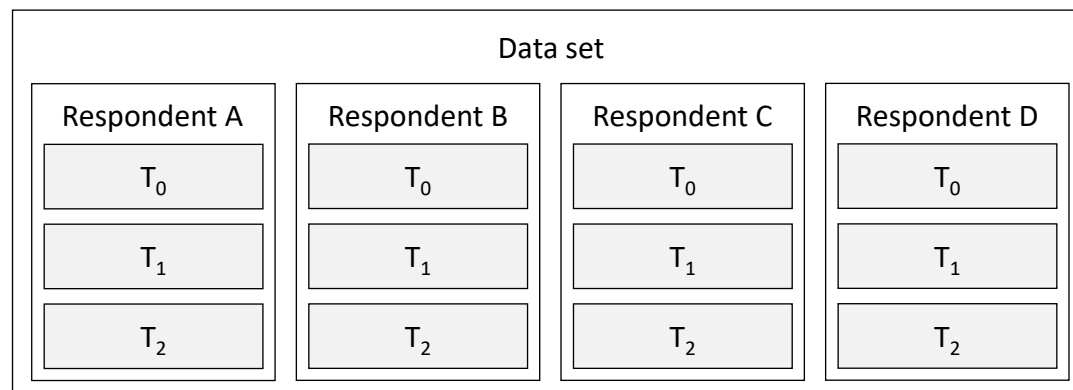 Data set
Respondent A Respondent B Respondent C Respondent D
T₀ T₀ T₀ T₀
T₁ T₁ T₁ T₁
T₂ T₂ T₂ T₂